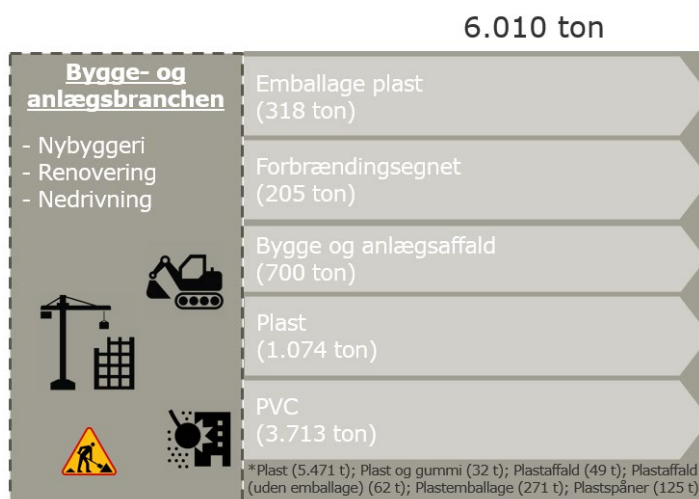 6.010 ton
Bygge- og
anlægsbranchen
- Nybyggeri
- Renovering
- Nedrivning
Emballage plast
(318 ton)
Forbrændingsegnet
(205 ton)
Bygge og anlægsaffald
(700 ton)
Plast
(1.074 ton)
PVC
(3.713 ton)
*Plast (5.471 t); Plast og gummi (32 t); Plastaffald (49 t); Plastaffald
(uden emballage) (62 t); Plastemballage (271 t); Plastspåner (125 t)